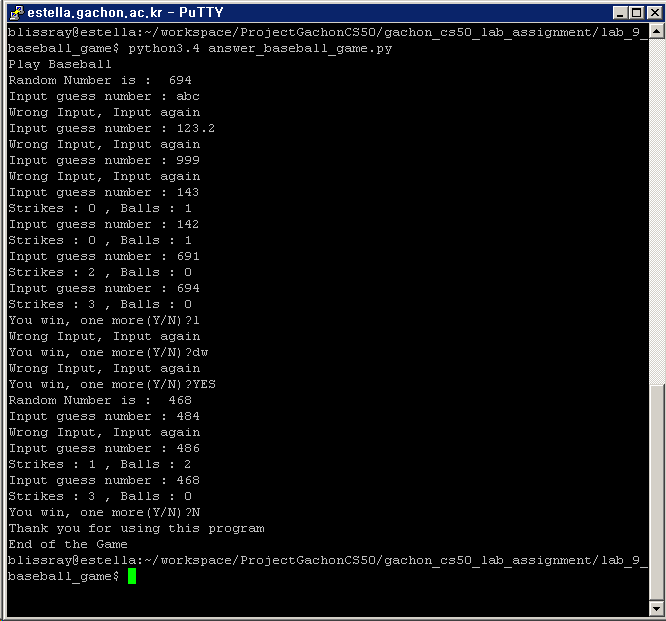 estella.gachon.ac.kr - PuTTY
blissray@estella:~/workspace/ProjectGachonCS50/gachon_cs50_lab_assignment/lab_9_
baseball_game$ python3.4 answer_baseball_game.py
Play Baseball
Random Number is :  694
Input guess number : abc
Wrong Input, Input again
Input guess number : 123.2
Wrong Input, Input again
Input guess number : 999
Wrong Input, Input again
Input guess number : 143
Strikes : 0 , Balls : 1
Input guess number : 142
Strikes : 0 , Balls : 1
Input guess number : 691
Strikes : 2 , Balls : 0
Input guess number : 694
Strikes : 3 , Balls : 0
You win, one more(Y/N)?l
Wrong Input, Input again
You win, one more(Y/N)?dw
Wrong Input, Input again
You win, one more(Y/N)?YES
Random Number is :  468
Input guess number : 484
Wrong Input, Input again
Input guess number : 486
Strikes : 1 , Balls : 2
Input guess number : 468
Strikes : 3 , Balls : 0
You win, one more(Y/N)?N
Thank you for using this program
End of the Game
blissray@estella:~/workspace/ProjectGachonCS50/gachon_cs50_lab_assignment/lab_9_
baseball_game$